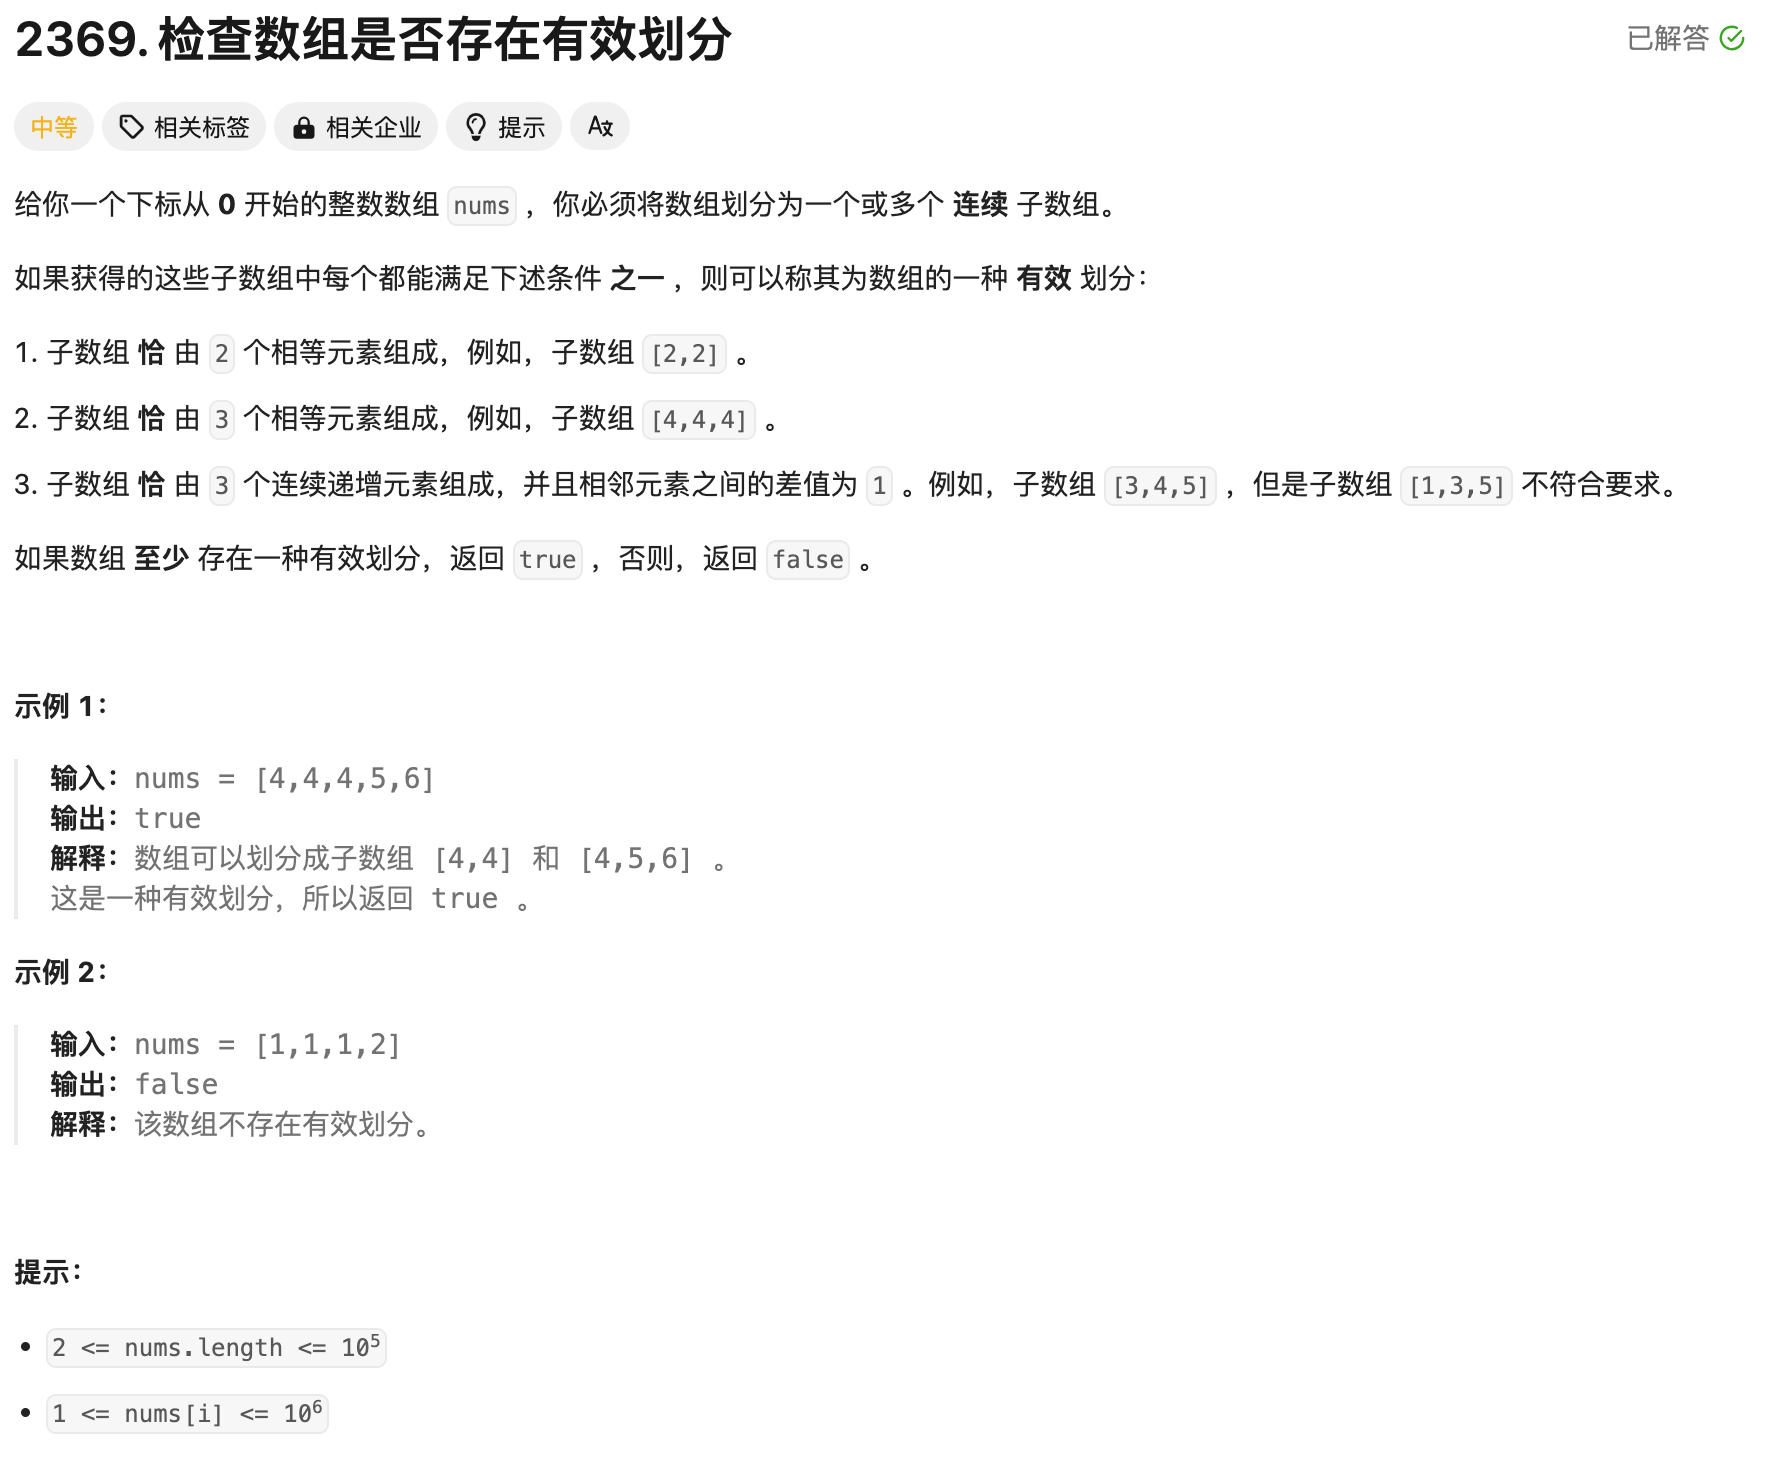 2369. 检查数组是否存在有效划分
已解答
中等 相关标签 相关企业 提示 A文
给你一个下标从 0 开始的整数数组 nums ，你必须将数组划分为一个或多个 连续 子数组。
如果获得的这些子数组中每个都能满足下述条件 之一 ，则可以称其为数组的一种 有效 划分：
1. 子数组 恰 由 2 个相等元素组成，例如，子数组 [2,2] 。
2. 子数组 恰 由 3 个相等元素组成，例如，子数组 [4,4,4] 。
3. 子数组 恰 由 3 个连续递增元素组成，并且相邻元素之间的差值为 1 。例如，子数组 [3,4,5] ，但是子数组 [1,3,5] 不符合要求。
如果数组 至少 存在一种有效划分，返回 true ，否则，返回 false 。
示例 1：
输入：nums = [4,4,4,5,6]
输出：true
解释：数组可以划分成子数组 [4,4] 和 [4,5,6] 。
这是一种有效划分，所以返回 true 。
示例 2：
输入：nums = [1,1,1,2]
输出：false
解释：该数组不存在有效划分。
提示：
• 2 <= nums.length <= 10⁵
• 1 <= nums[i] <= 10⁶